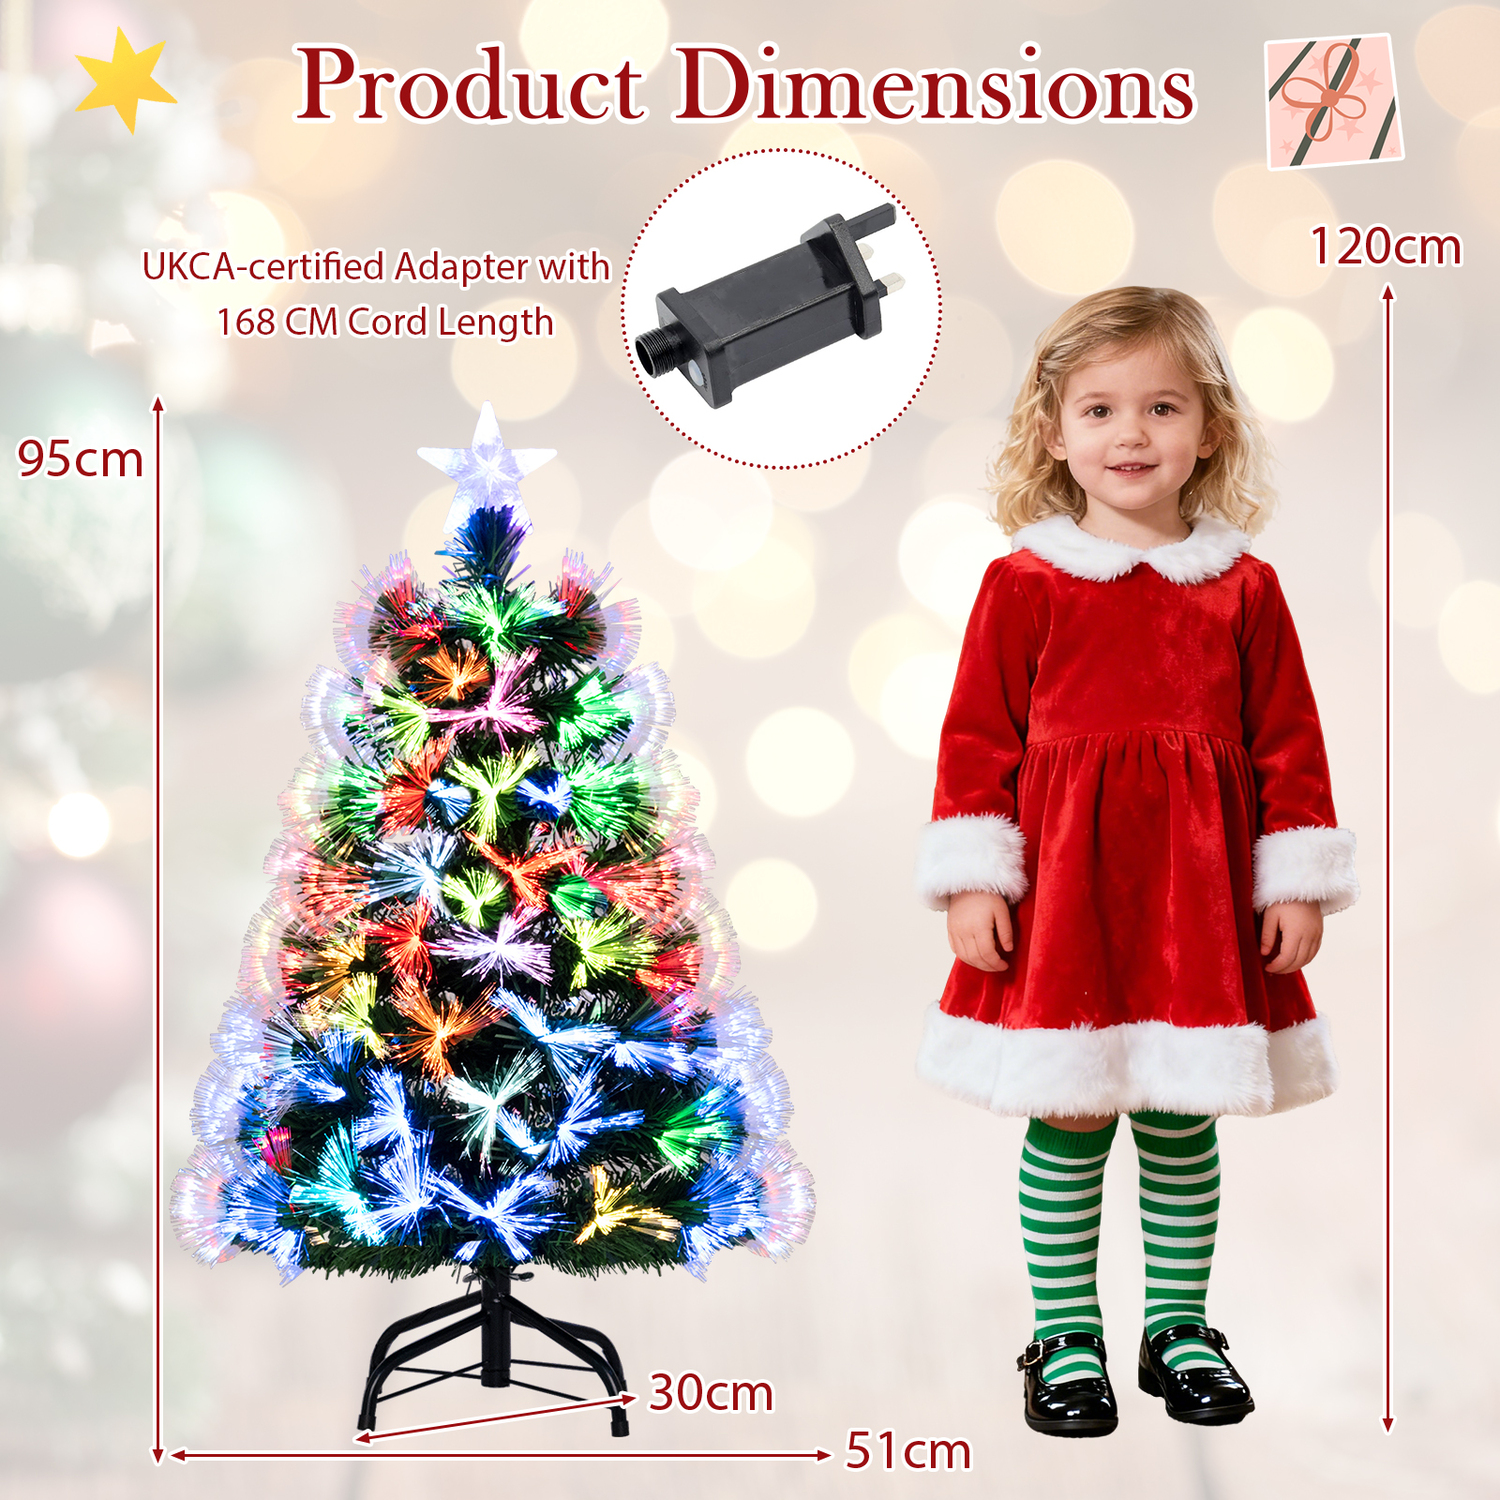 Product Dimensions
UKCA-certified Adapter with
168 CM Cord Length
120cm
95cm
30cm
51cm